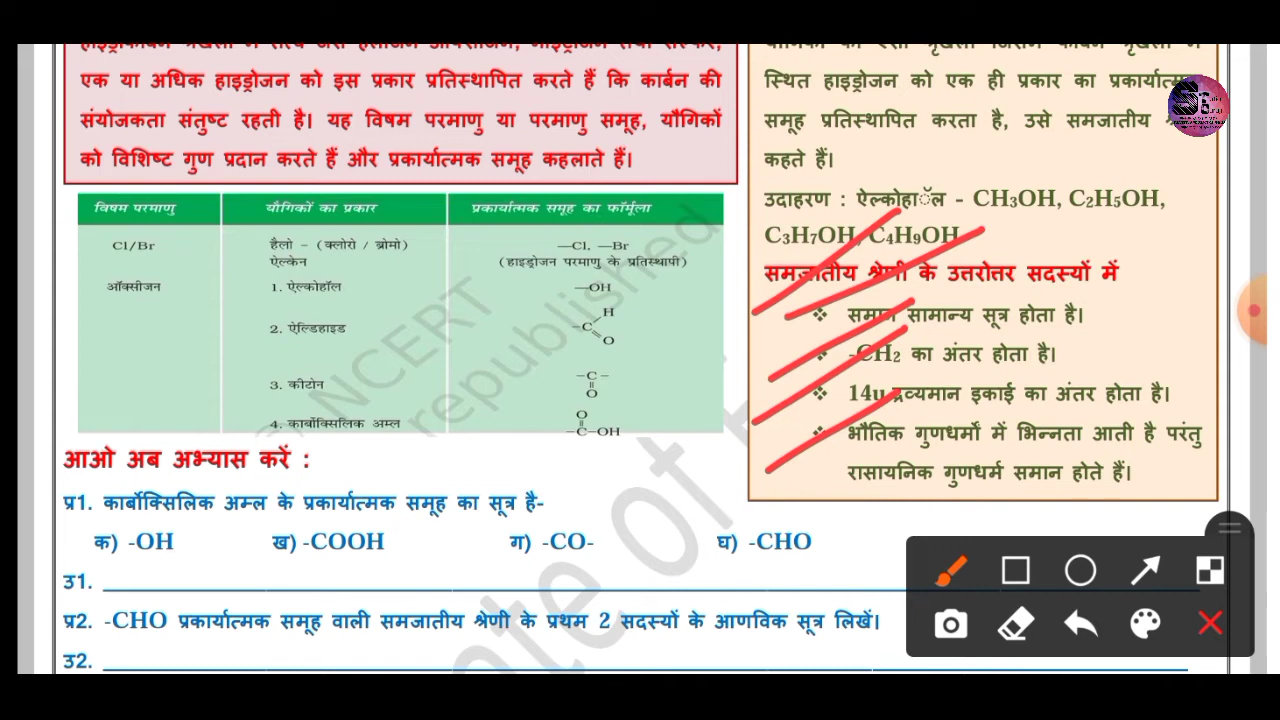 एक या अधिक हाइड्रोजन को इस प्रकार प्रतिस्थापित करते हैं कि कार्बन की
संयोजकता संतुष्ट रहती है। यह विषम परमाणु या परमाणु समूह, यौगिकों
को विशिष्ट गुण प्रदान करते हैं और प्रकार्यात्मक समूह कहलाते हैं।
विषम परमाणु यौगिकों का प्रकार प्रकार्यात्मक समूह का फॉर्मूला
Cl/Br हैलो – (क्लोरो / ब्रोमो) —Cl, —Br
ऐल्केन (हाइड्रोजन परमाणु के प्रतिस्थापी)
ऑक्सीजन 1. ऐल्कोहॉल —OH
2. ऐल्डिहाइड
H
–C
O
3. कीटोन
–C–
O
4. कार्बोक्सिलिक अम्ल
O
–C–OH
स्थित हाइड्रोजन को एक ही प्रकार का
समूह प्रतिस्थापित करता है, उसे समजातीय
कहते हैं।
उदाहरण : ऐल्कोहाॅल - CH₃OH, C₂H₅OH,
C₃H₇OH, C₄H₉OH
समजातीय श्रेणी के उत्तरोत्तर सदस्यों में
❖ समान सामान्य सूत्र होता है।
❖ -CH₂ का अंतर होता है।
❖ 14u द्रव्यमान इकाई का अंतर होता है।
❖ भौतिक गुणधर्मों में भिन्नता आती है परंतु
रासायनिक गुणधर्म समान होते हैं।
आओ अब अभ्यास करें :
प्र1. कार्बोक्सिलिक अम्ल के प्रकार्यात्मक समूह का सूत्र है-
क) -OH ख) -COOH ग) -CO- घ) -CHO
उ1.
प्र2. -CHO प्रकार्यात्मक समूह वाली समजातीय श्रेणी के प्रथम 2 सदस्यों के आणविक सूत्र लिखें।
उ2.
NCERT
republished